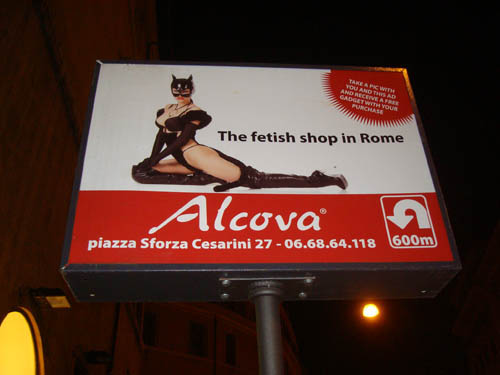 TAKE A PIC WITH
YOU AND THIS AD
AND RECEIVE A FREE
GADGET WITH YOUR
PURCHASE
The fetish shop in Rome
Alcova®
piazza Sforza Cesarini 27 - 06.68.64.118
600m